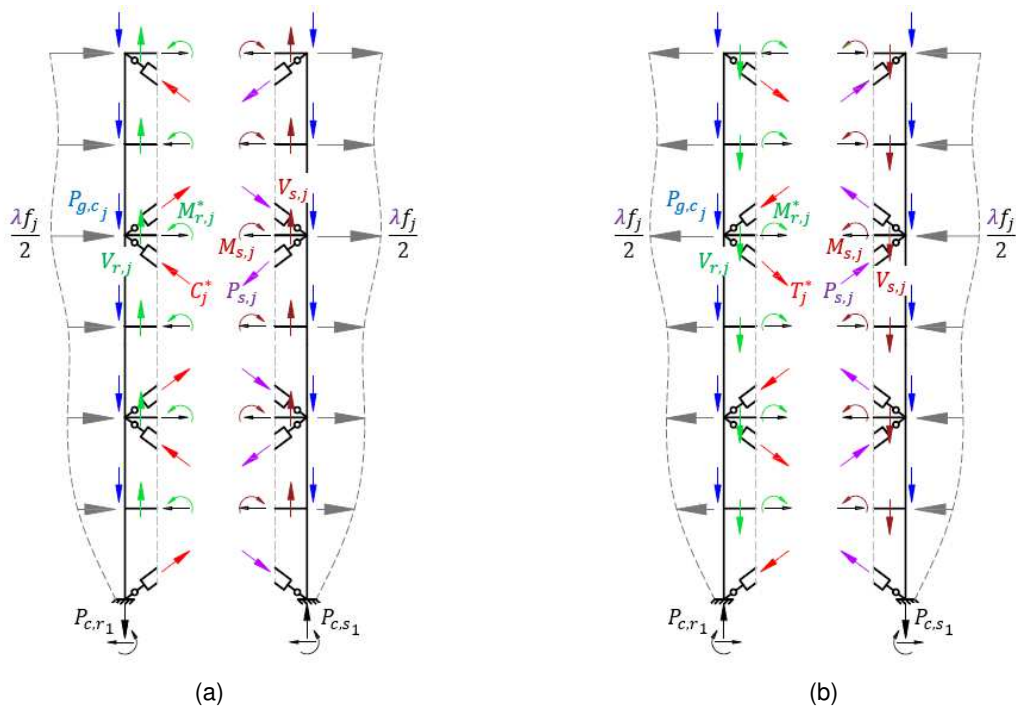 P_{g,c_j}
λf_j/2
V_{r,j}
M^*_{r,j}
C^*_j
V_{s,j}
M_{s,j}
P_{s,j}
λf_j/2
P_{c,r_1}
P_{c,s_1}
(a)
P_{g,c_j}
λf_j/2
V_{r,j}
M^*_{r,j}
T^*_j
M_{s,j}
P_{s,j}
V_{s,j}
λf_j/2
P_{c,r_1}
P_{c,s_1}
(b)